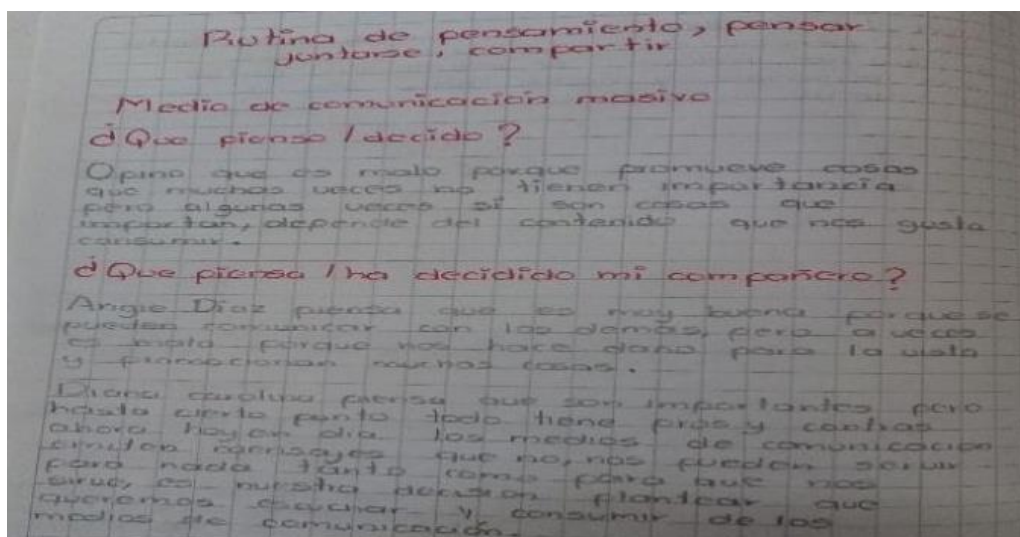 Rutina de pensamiento, pensar
juntarse, compartir
Medio de comunicación masivo
¿Que pienso / decido?
Opino que es malo porque promueve cosas
que muchas veces no tienen importancia
pero algunas veces si son cosas que
importan, depende del contenido que nos gusta
consumir.
¿Que piensa / ha decidido mi compañero?
Angie Diaz piensa que es muy buena porque se
pueden comunicar con los demas, pero a veces
es malo porque nos hace daño para la vista
y promocionan muchas cosas.
Diana carolina piensa que son importantes pero
hasta cierto punto todo tiene pros y contras
ahora hoy en dia los medios de comunicación
emiten mensajes que no, nos pueden servir
para nada tanto como para que nos
sirva, es nuestra decision plantear que
queremos escuchar y consumir de los
medios de comunicación.